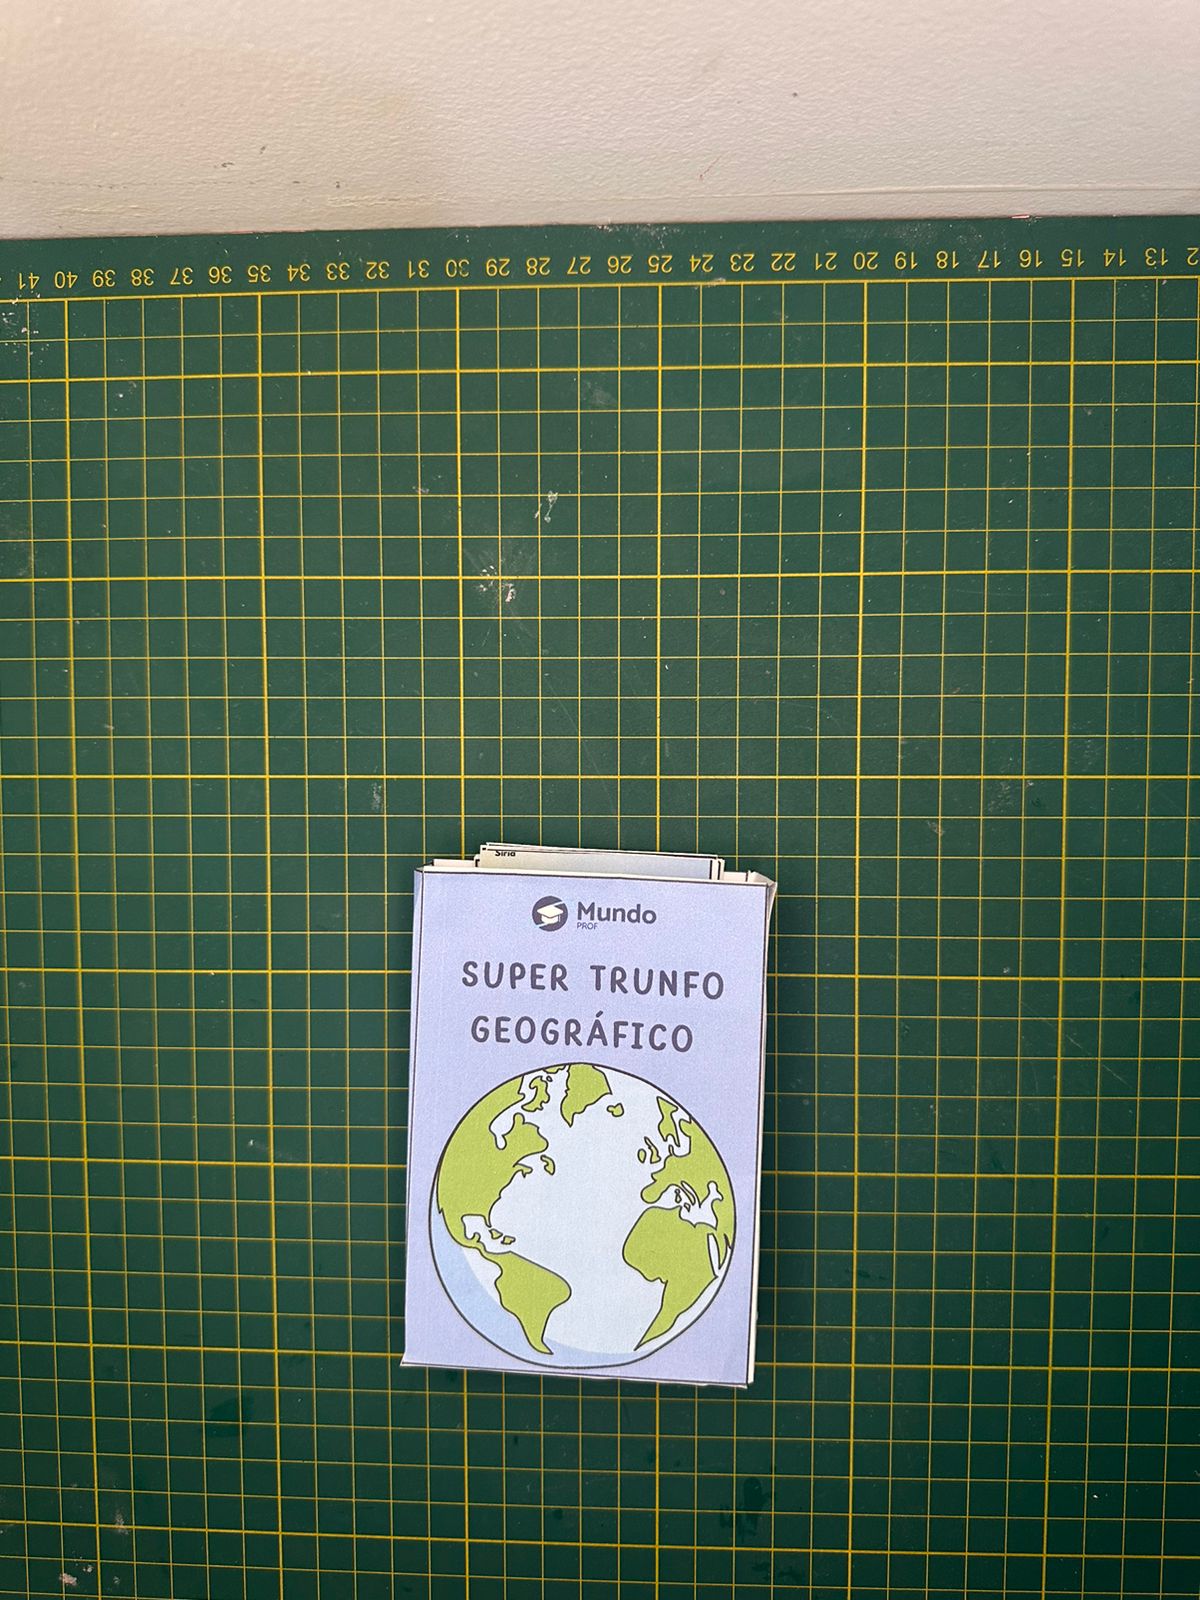 41 40 39 38 37 36 35 34 33 32 31 30 29 28 27 26 25 24 23 22 21 20 19 18 17 16 15 14 13
Síria
Mundo
PROF
SUPER TRUNFO
GEOGRÁFICO